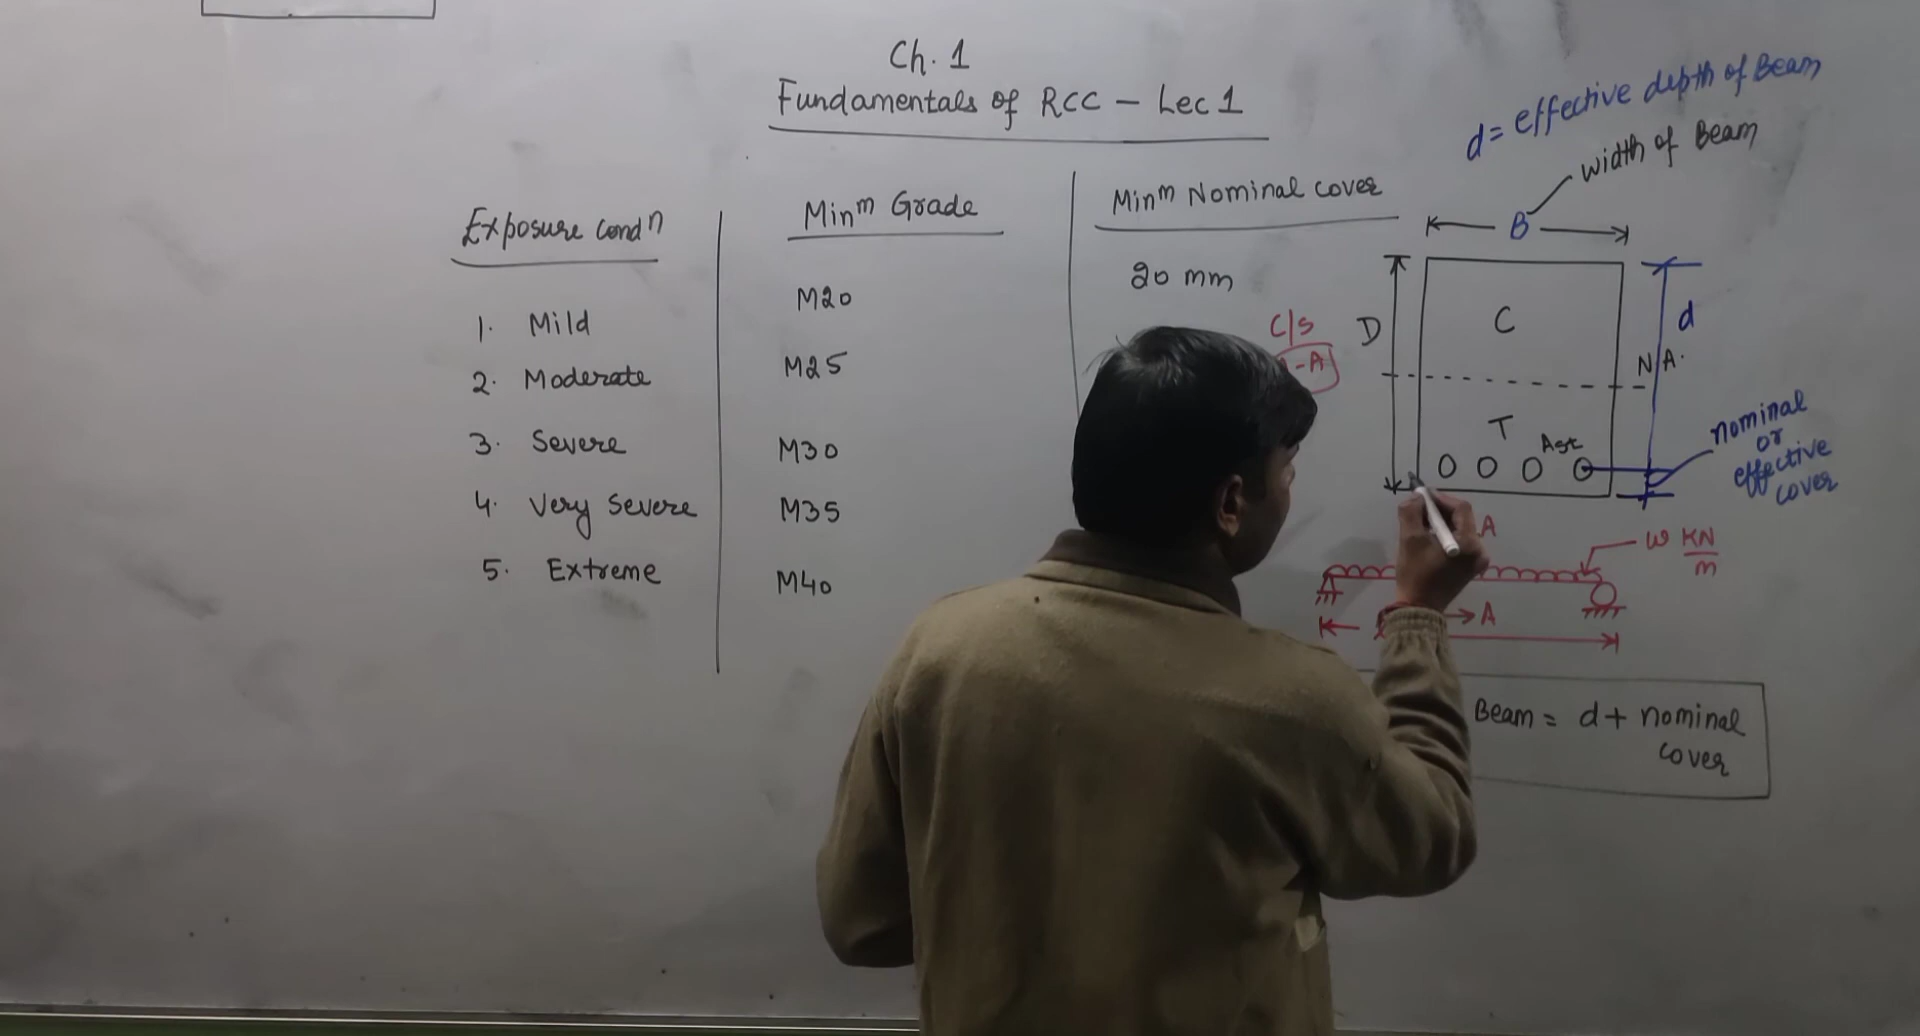 Ch. 1
Fundamentals of RCC - Lec 1
Exposure condn
Minm Grade
Minm Nominal cover
1. Mild
M20
20 mm
2. Moderate
M25
3. Severe
M30
4. Very Severe
M35
5. Extreme
M40
d = effective depth of Beam
width of Beam
B
D
C
d
N A.
T
Ast
nominal
or
effective
cover
C/s
-A
A
w KN
m
A
Beam = d + nominal
cover